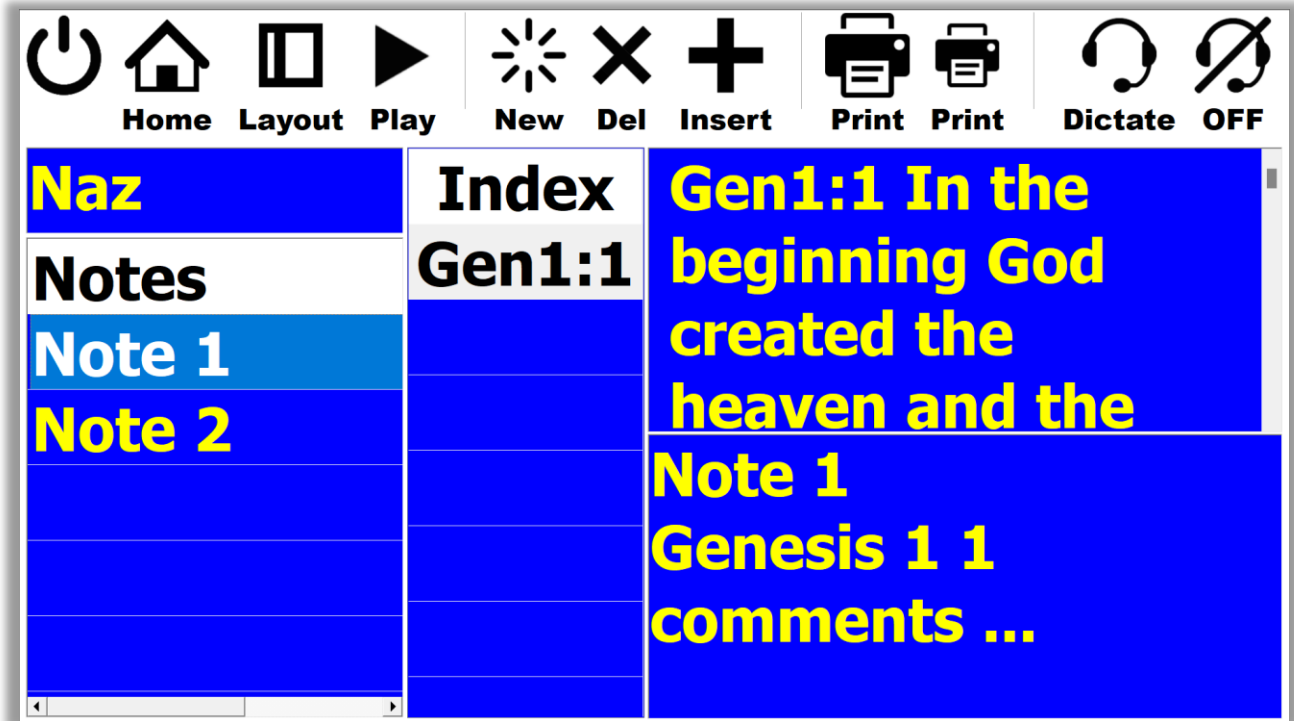 Home Layout Play New Del Insert Print Print Dictate OFF
Naz
Notes
Note 1
Note 2
Index
Gen1:1
Gen1:1 In the
beginning God
created the
heaven and the
Note 1
Genesis 1 1
comments ...